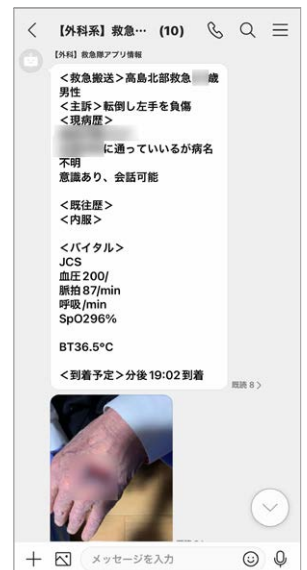 【外科系】救急… (10)
【外科】救急隊アプリ情報
<救急搬送>高島北部救急 歳
男性
<主訴>転倒し左手を負傷
<現病歴>
に通っていいるが病名
不明
意識あり、会話可能
<既往歴>
<内服>
<バイタル>
JCS
血圧200/
脈拍87/min
呼吸/min
SpO296%
BT36.5℃
<到着予定>分後19:02到着
既読 8
メッセージを入力